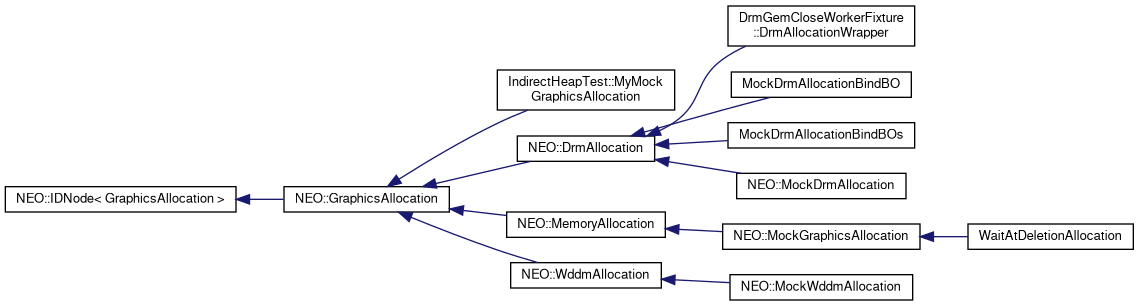 DrmGemCloseWorkerFixture
::DrmAllocationWrapper
IndirectHeapTest::MyMock
GraphicsAllocation
MockDrmAllocationBindBO
MockDrmAllocationBindBOs
NEO::DrmAllocation
NEO::MockDrmAllocation
NEO::IDNode< GraphicsAllocation >
NEO::GraphicsAllocation
NEO::MemoryAllocation
NEO::MockGraphicsAllocation
WaitAtDeletionAllocation
NEO::WddmAllocation
NEO::MockWddmAllocation